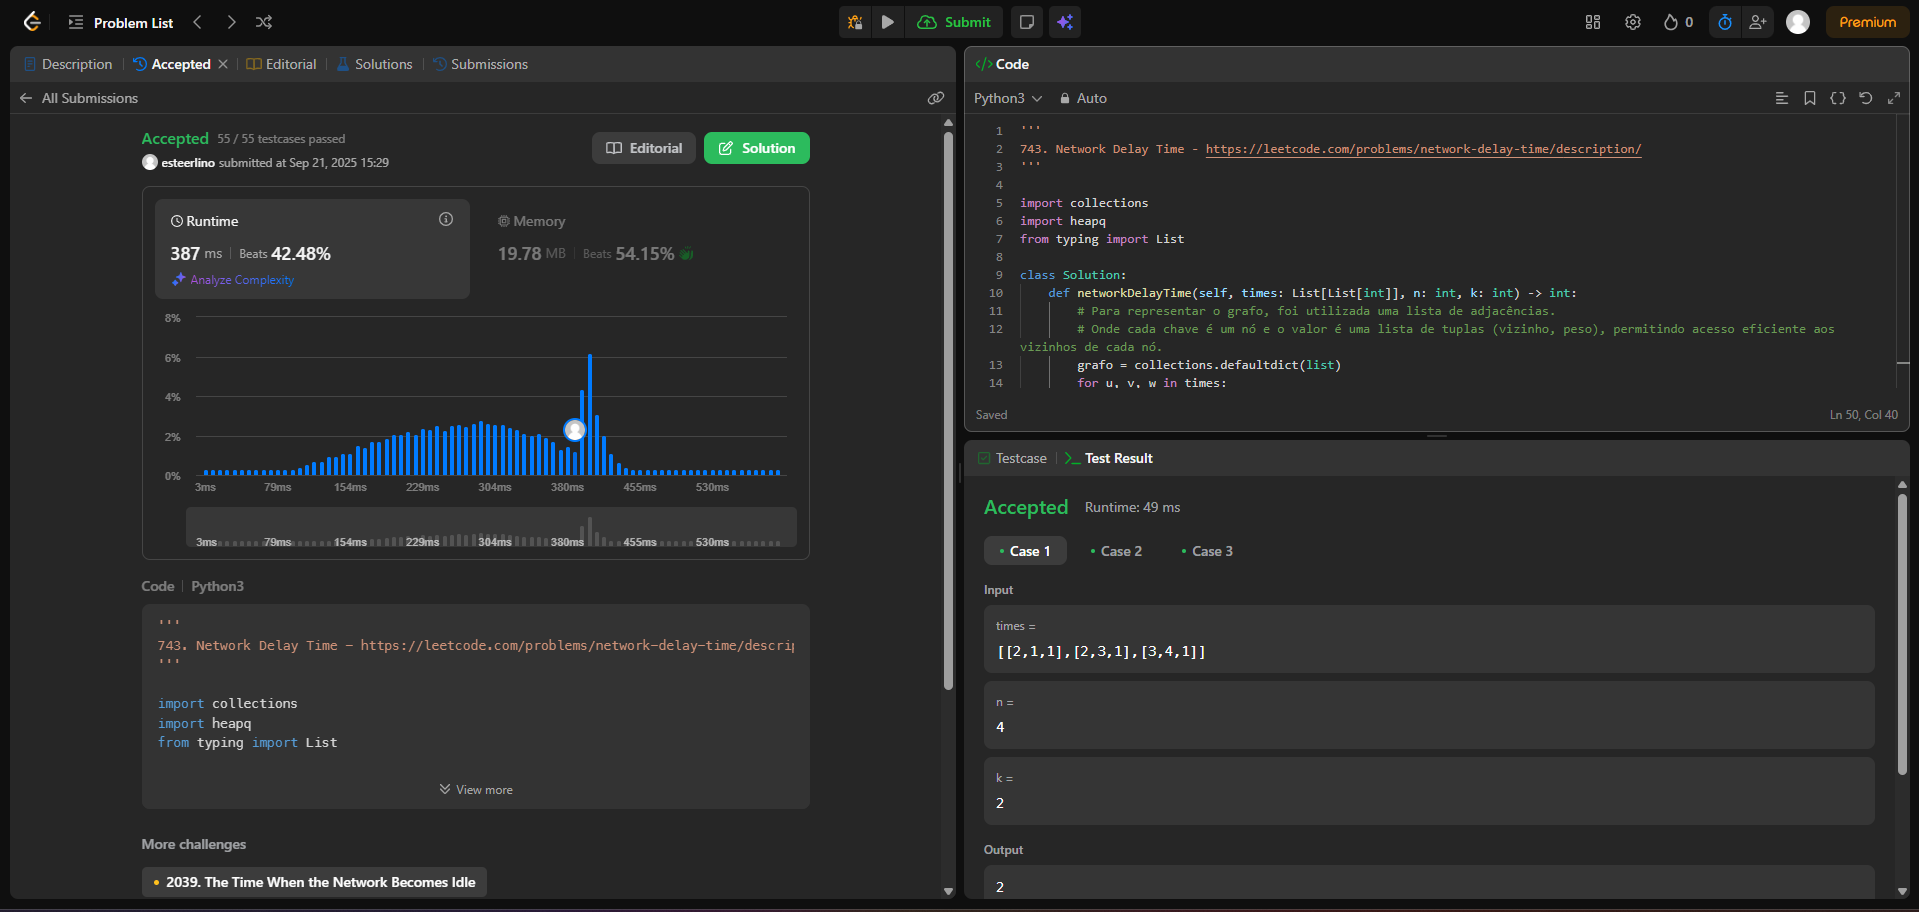 Problem List
Submit
0
Premium
Description
Accepted
Editorial
Solutions
Submissions
All Submissions
Accepted 55 / 55 testcases passed
esteerlino submitted at Sep 21, 2025 15:29
Editorial
Solution
Runtime
387 ms Beats 42.48%
Analyze Complexity
Memory
19.78 MB Beats 54.15%
8%
6%
4%
2%
0%
3ms 79ms 154ms 229ms 304ms 380ms 455ms 530ms
3ms 79ms 154ms 229ms 304ms 380ms 455ms 530ms
Code Python3
'''
743. Network Delay Time - https://leetcode.com/problems/network-delay-time/descrip
'''
import collections
import heapq
from typing import List
View more
More challenges
2039. The Time When the Network Becomes Idle
Code
Python3 Auto
1 '''
2 743. Network Delay Time - https://leetcode.com/problems/network-delay-time/description/
3 '''
4
5 import collections
6 import heapq
7 from typing import List
8
9 class Solution:
10 def networkDelayTime(self, times: List[List[int]], n: int, k: int) -> int:
11 # Para representar o grafo, foi utilizada uma lista de adjacências.
12 # Onde cada chave é um nó e o valor é uma lista de tuplas (vizinho, peso), permitindo acesso eficiente aos
vizinhos de cada nó.
13 grafo = collections.defaultdict(list)
14 for u, v, w in times:
Saved
Ln 50, Col 40
Testcase
Test Result
Accepted Runtime: 49 ms
Case 1 Case 2 Case 3
Input
times =
[[2,1,1],[2,3,1],[3,4,1]]
n =
4
k =
2
Output
2